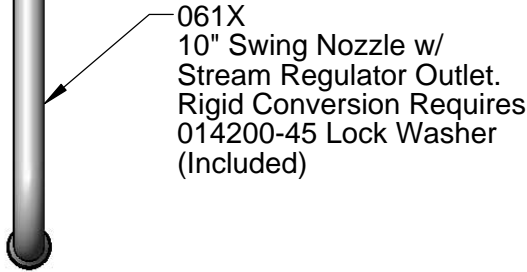 061X
10" Swing Nozzle w/
Stream Regulator Outlet.
Rigid Conversion Requires
014200-45 Lock Washer
(Included)